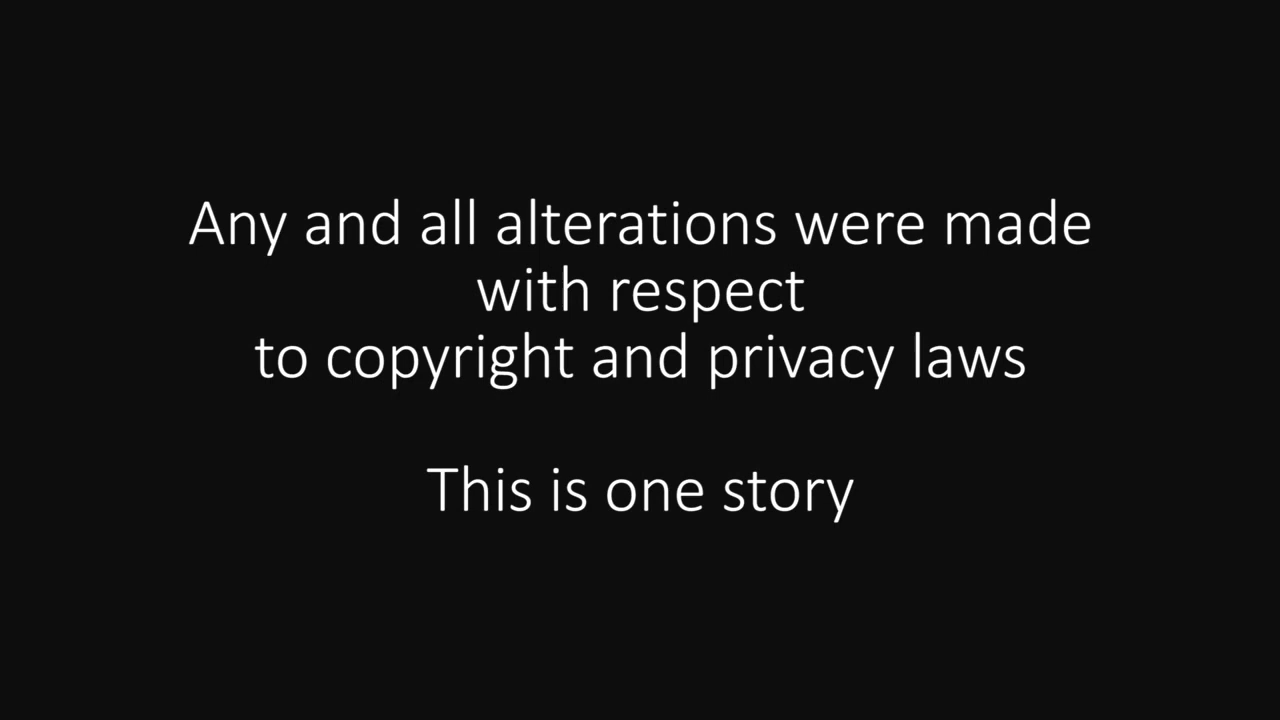 Any and all alterations were made
with respect
to copyright and privacy laws
This is one story